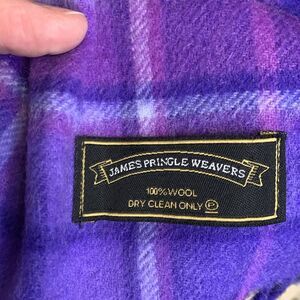 JAMES PRINGLE WEAVERS
100% WOOL
DRY CLEAN ONLY Ⓟ